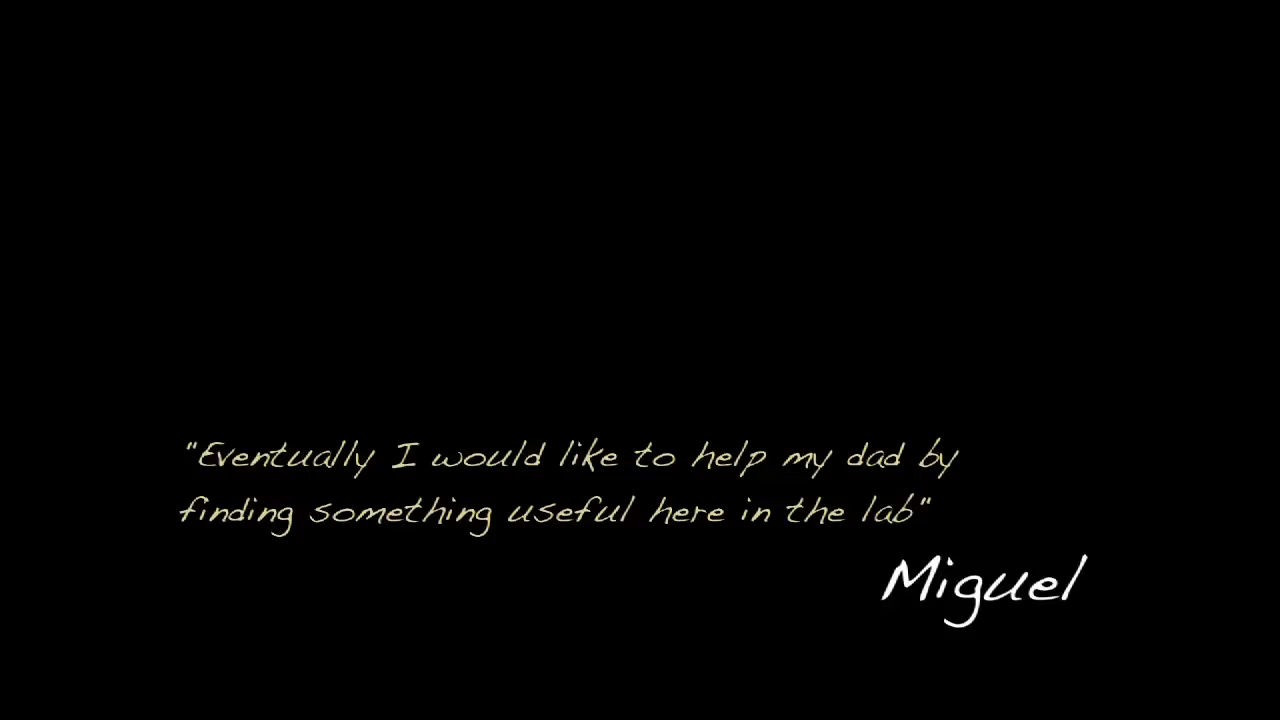 "Eventually I would like to help my dad by
finding something useful here in the lab"
Miguel